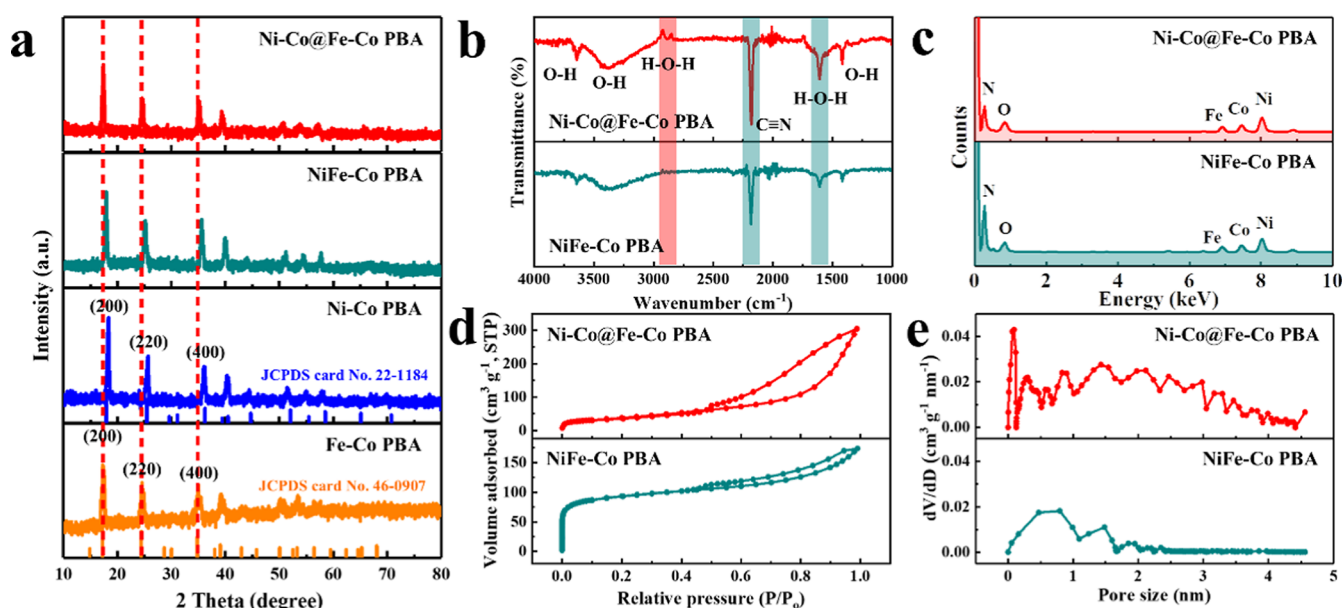 a
Ni-Co@Fe-Co PBA
NiFe-Co PBA
Ni-Co PBA
(200)
(220)
(400)
JCPDS card No. 22-1184
Fe-Co PBA
(200)
(220)
(400)
JCPDS card No. 46-0907
Intensity (a.u.)
10 20 30 40 50 60 70 80
2 Theta (degree)
b
O-H
O-H
H-O-H
C≡N
H-O-H
O-H
Ni-Co@Fe-Co PBA
NiFe-Co PBA
Transmittance (%)
4000 3500 3000 2500 2000 1500 1000
Wavenumber (cm⁻¹)
c
Ni-Co@Fe-Co PBA
N
O
Fe
Co
Ni
NiFe-Co PBA
N
O
Fe
Co
Ni
Counts
0 2 4 6 8 10
Energy (keV)
d
Ni-Co@Fe-Co PBA
300
200
100
0
NiFe-Co PBA
150
100
50
0
Volume adsorbed (cm³ g⁻¹, STP)
0.0 0.2 0.4 0.6 0.8 1.0
Relative pressure (P/P₀)
e
Ni-Co@Fe-Co PBA
0.04
0.02
0.00
NiFe-Co PBA
0.04
0.02
0.00
dV/dD (cm³ g⁻¹ nm⁻¹)
0 1 2 3 4 5
Pore size (nm)